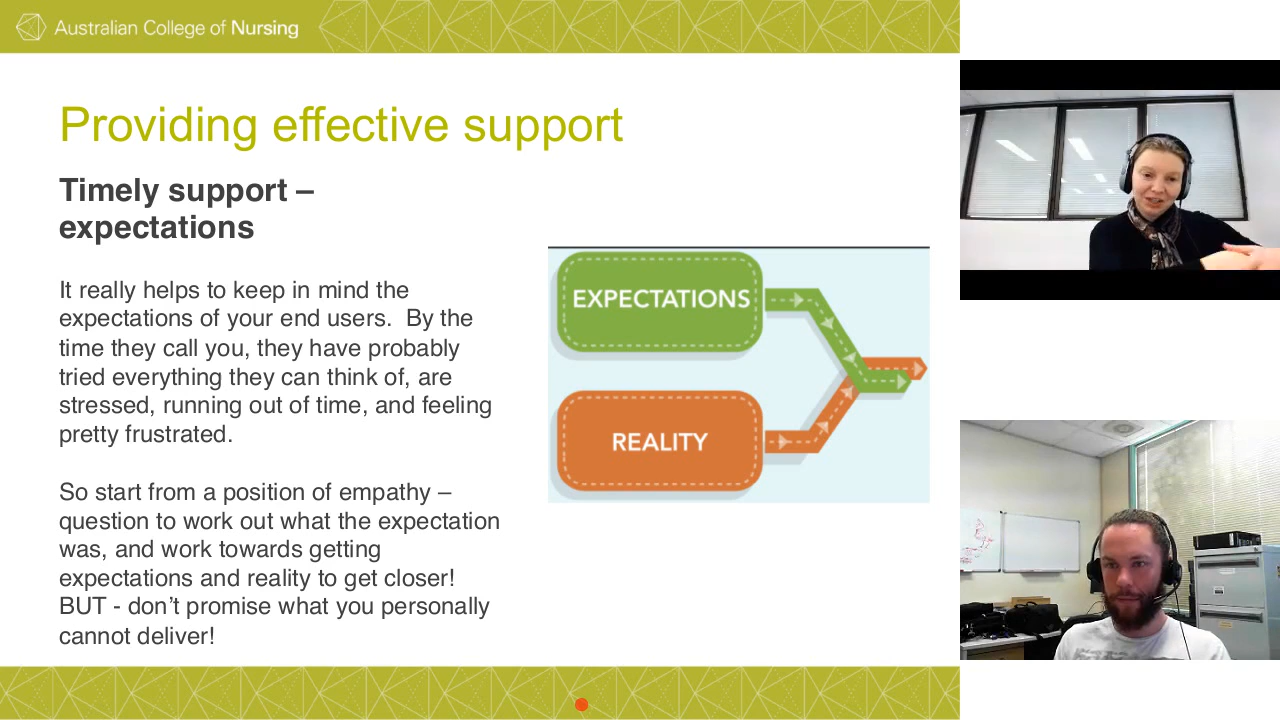 Australian College of Nursing
Providing effective support
Timely support –
expectations
It really helps to keep in mind the
expectations of your end users.  By the
time they call you, they have probably
tried everything they can think of, are
stressed, running out of time, and feeling
pretty frustrated.
So start from a position of empathy –
question to work out what the expectation
was, and work towards getting
expectations and reality to get closer!
BUT - don’t promise what you personally
cannot deliver!
EXPECTATIONS
REALITY